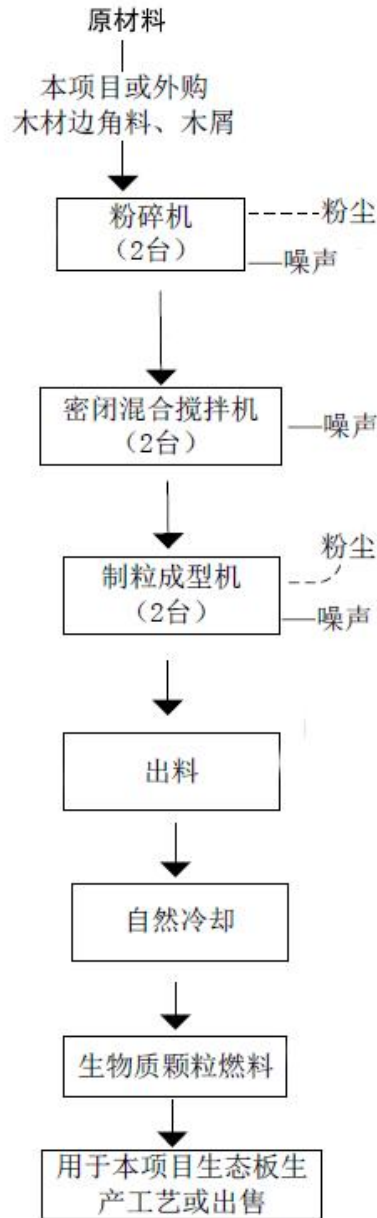 原材料
本项目或外购
木材边角料、木屑
粉碎机
（2台）
粉尘
噪声
密闭混合搅拌机
（2台）
噪声
粉尘
制粒成型机
（2台）
噪声
出料
自然冷却
生物质颗粒燃料
用于本项目生态板生
产工艺或出售